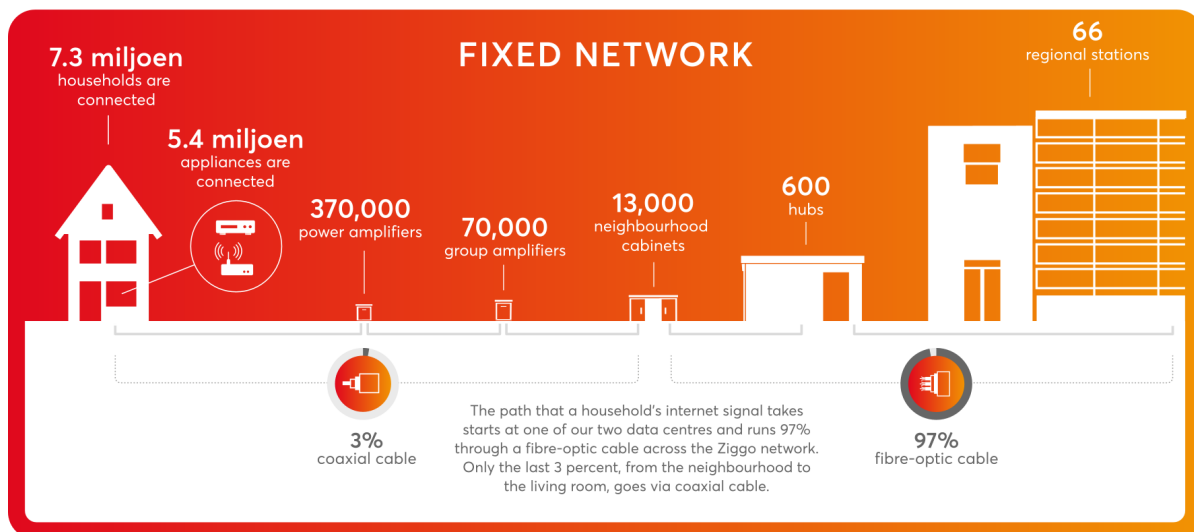 FIXED NETWORK
7.3 miljoen
households are
connected
5.4 miljoen
appliances are
connected
370,000
power amplifiers
70,000
group amplifiers
13,000
neighbourhood
cabinets
600
hubs
66
regional stations
3%
coaxial cable
The path that a household's internet signal takes
starts at one of our two data centres and runs 97%
through a fibre-optic cable across the Ziggo network.
Only the last 3 percent, from the neighbourhood to
the living room, goes via coaxial cable.
97%
fibre-optic cable